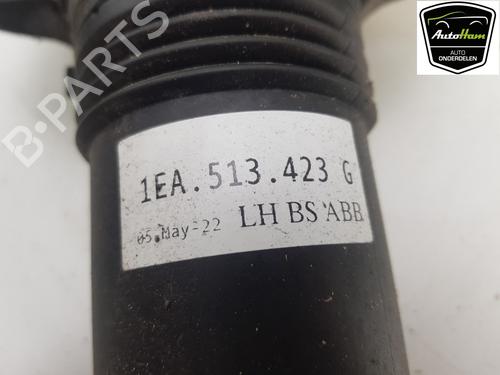 AutoHam
AUTO
ONDERDELEN
B-PARTS
1EA.513.423 G
05.May-22 LH BS ABB